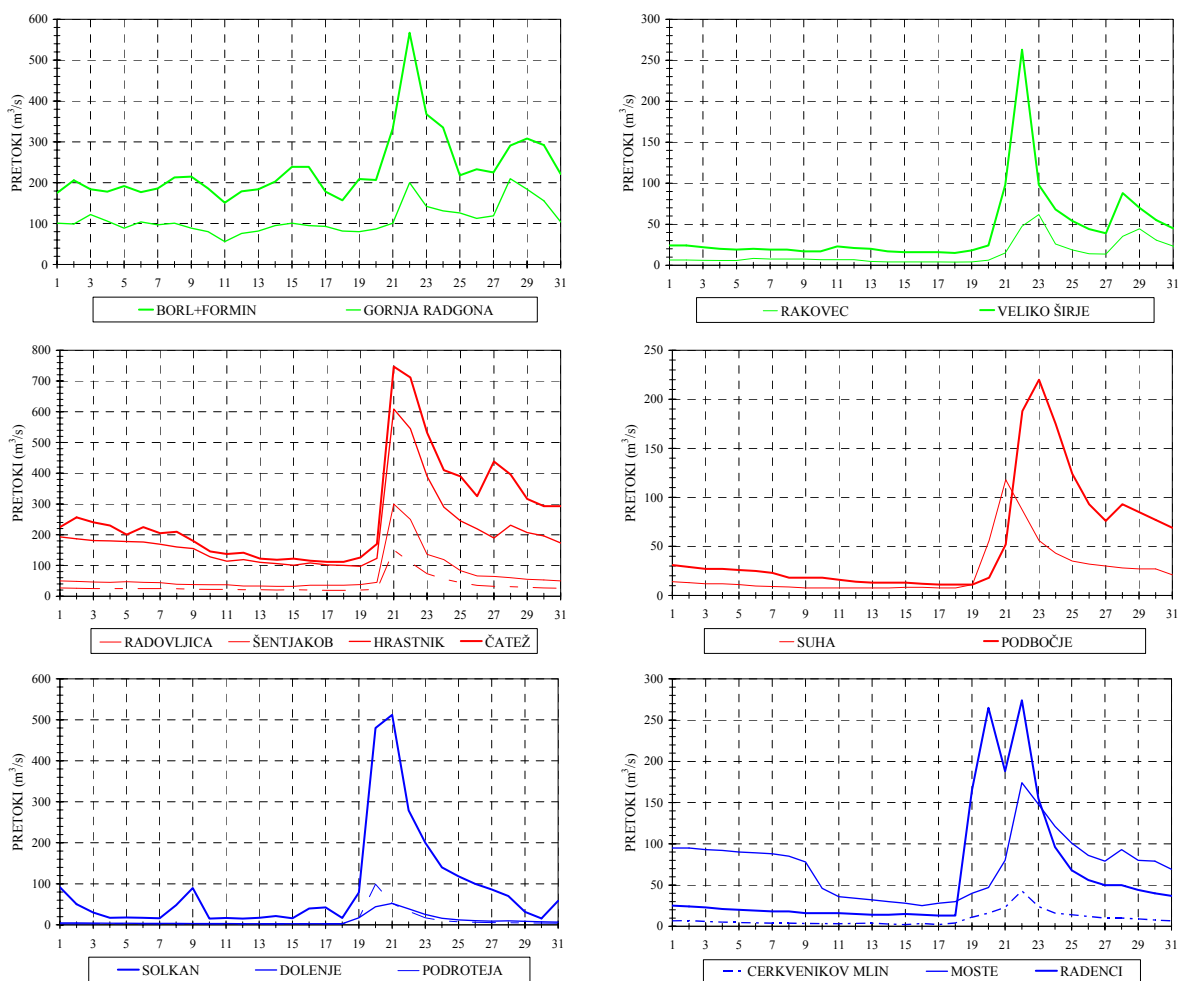 PRETOKI (m³/s)
600
500
400
300
200
100
0
1 3 5 7 9 11 13 15 17 19 21 23 25 27 29 31
BORL+FORMIN GORNJA RADGONA
PRETOKI (m³/s)
300
250
200
150
100
50
0
1 3 5 7 9 11 13 15 17 19 21 23 25 27 29 31
RAKOVEC VELIKO ŠIRJE
PRETOKI (m³/s)
800
700
600
500
400
300
200
100
0
1 3 5 7 9 11 13 15 17 19 21 23 25 27 29 31
RADOVLJICA ŠENTJAKOB HRASTNIK ČATEŽ
PRETOKI (m³/s)
250
200
150
100
50
0
1 3 5 7 9 11 13 15 17 19 21 23 25 27 29 31
SUHA PODBOČJE
PRETOKI (m³/s)
600
500
400
300
200
100
0
1 3 5 7 9 11 13 15 17 19 21 23 25 27 29 31
SOLKAN DOLENJE PODROTEJA
PRETOKI (m³/s)
300
250
200
150
100
50
0
1 3 5 7 9 11 13 15 17 19 21 23 25 27 29 31
CERKVENIKOV MLIN MOSTE RADENCI